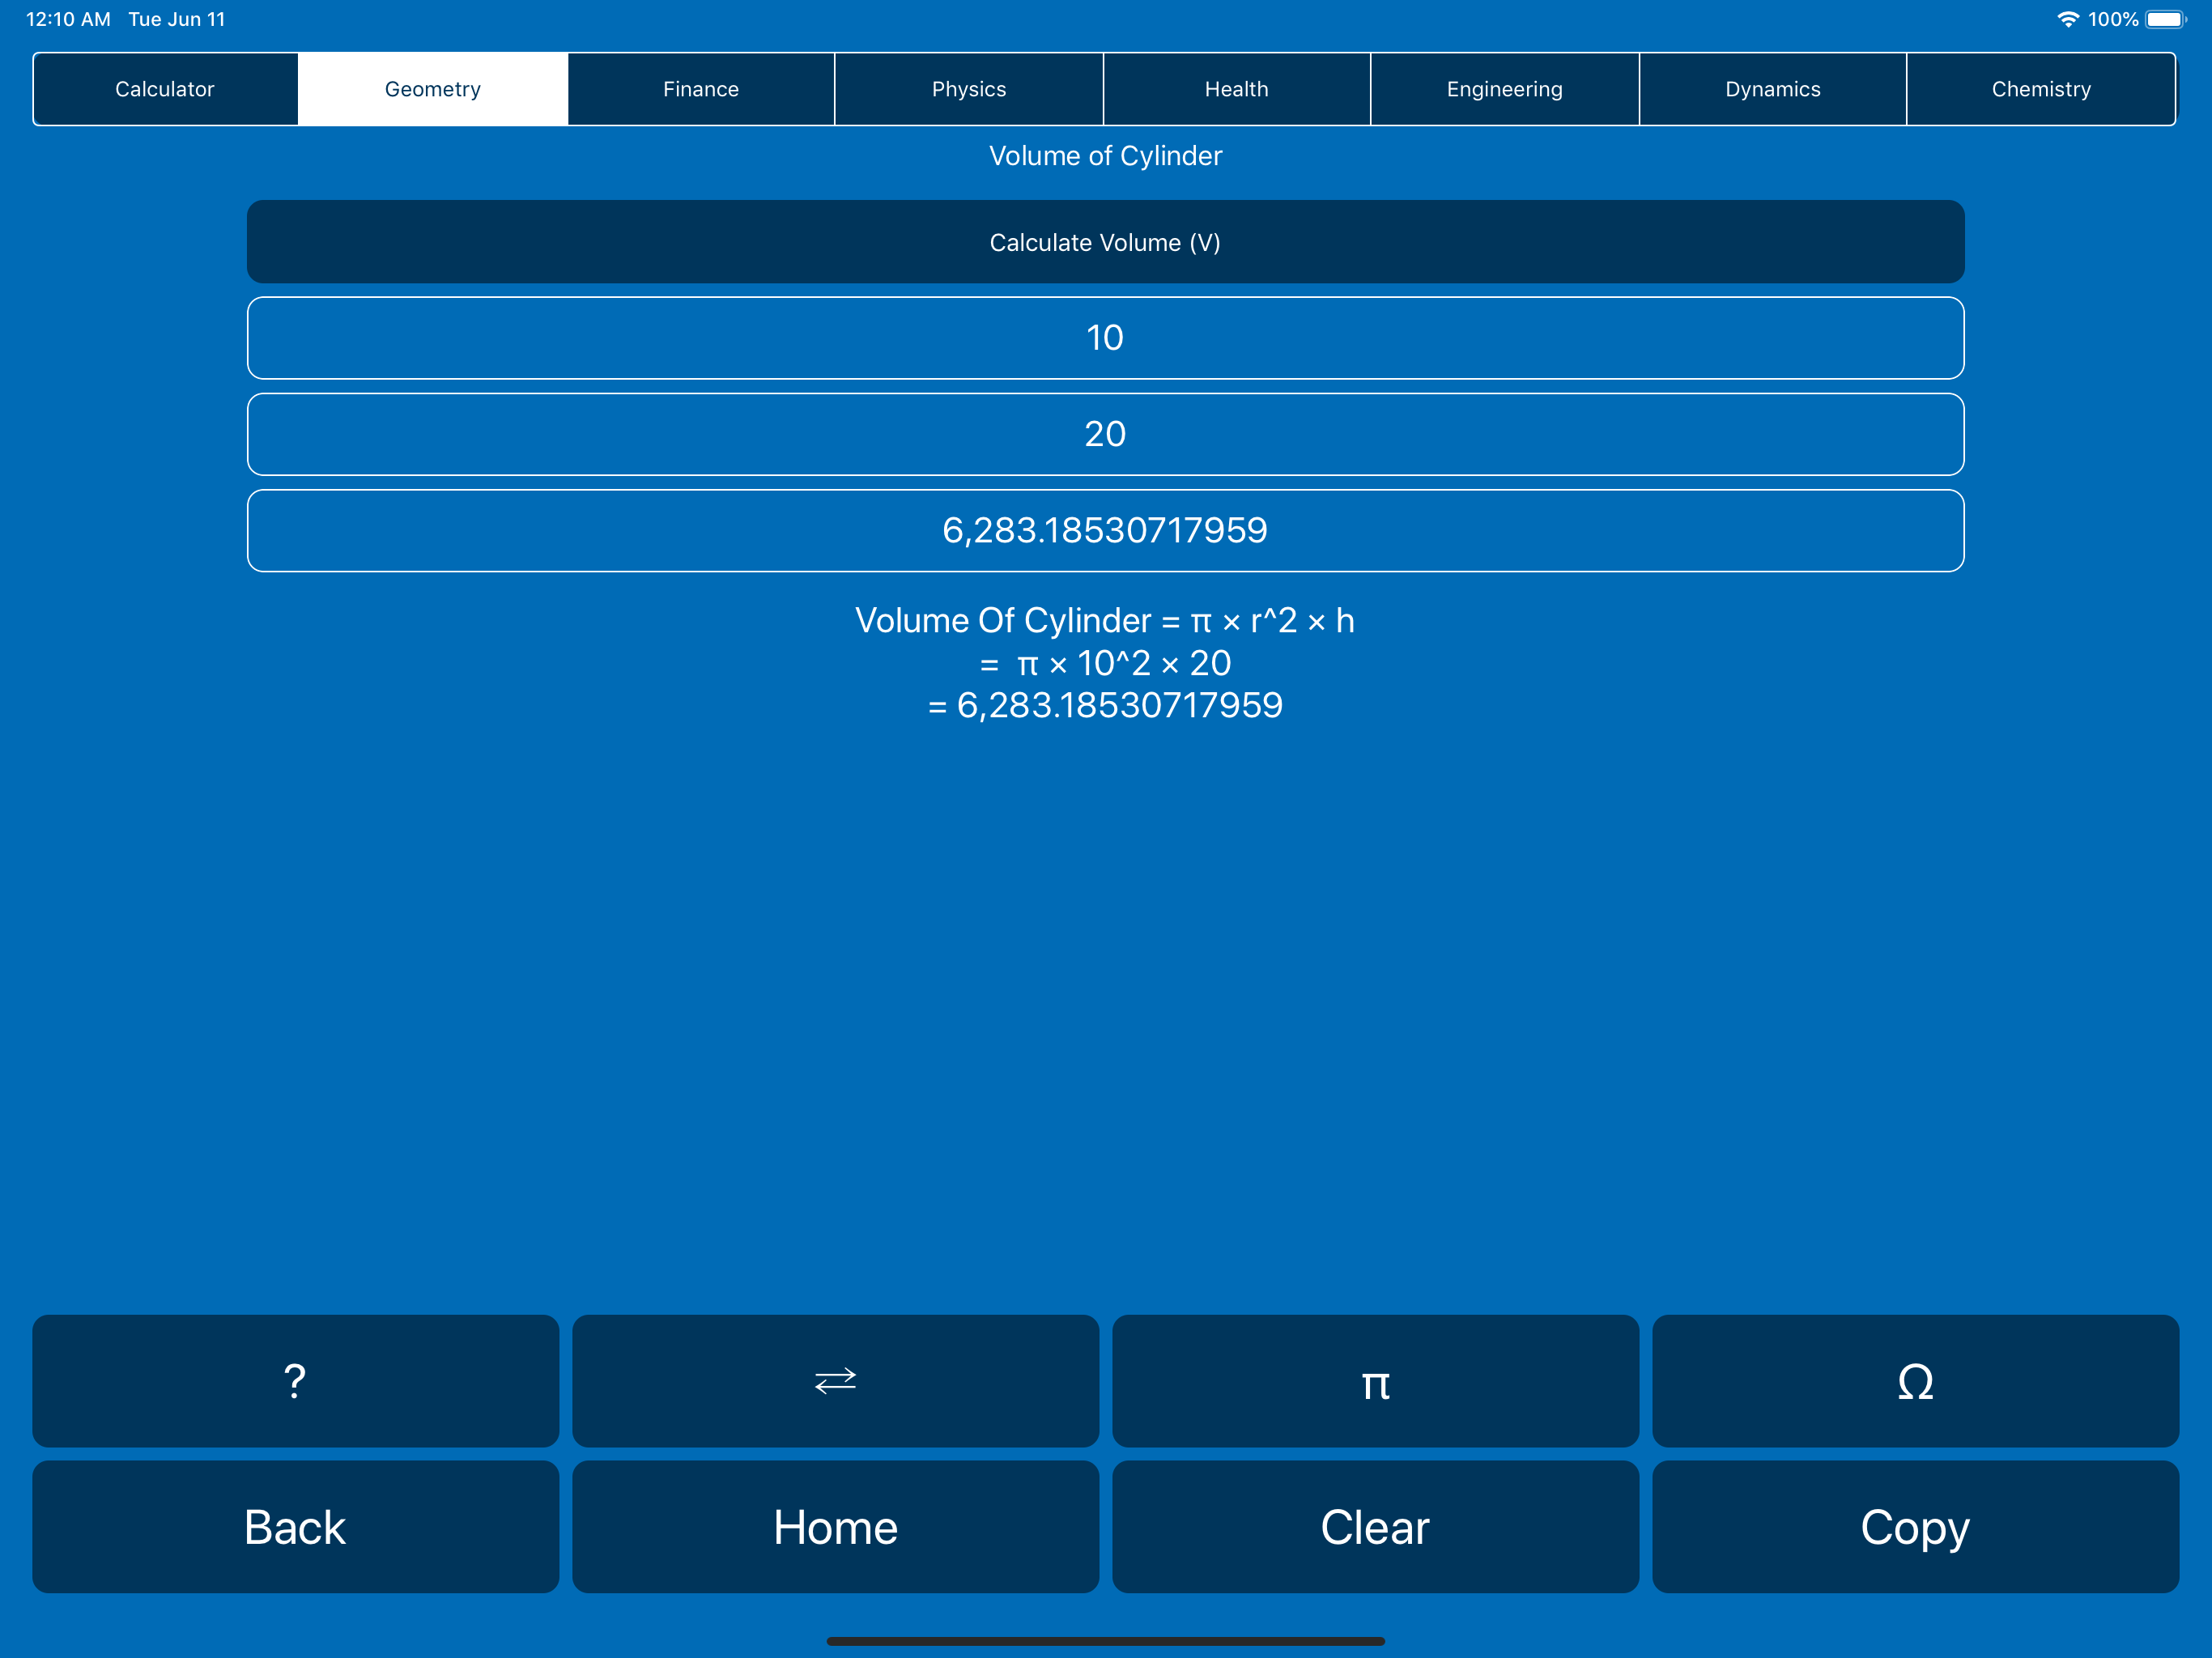 12:10 AM Tue Jun 11 100%
Calculator Geometry Finance Physics Health Engineering Dynamics Chemistry
Volume of Cylinder
Calculate Volume (V)
10
20
6,283.18530717959
Volume Of Cylinder = π × r^2 × h
= π × 10^2 × 20
= 6,283.18530717959
? ⇄ π Ω
Back Home Clear Copy